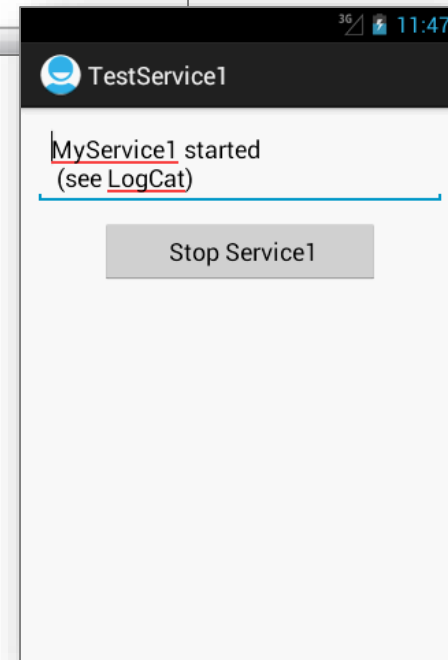 3G 11:47
TestService1
MyService1 started
(see LogCat)
Stop Service1